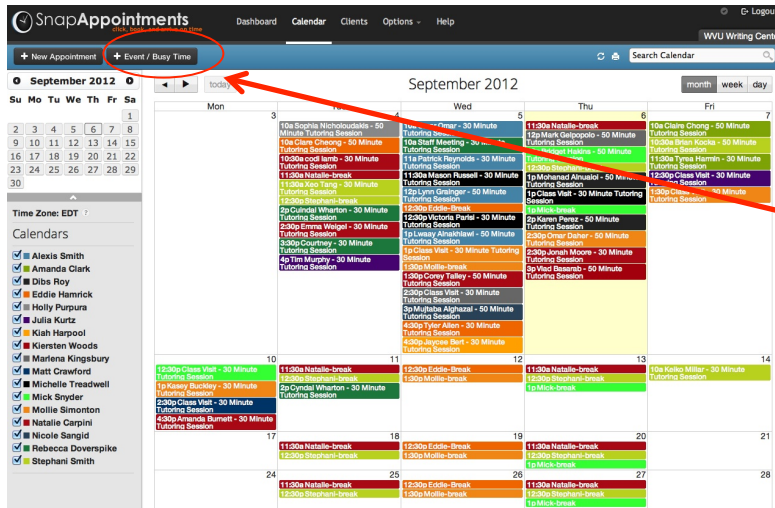 SnapAppointments
click, book, and arrive on time
Dashboard Calendar Clients Options Help
Logou
WVU Writing Cente
+ New Appointment + Event / Busy Time
Search Calendar
September 2012
Su Mo Tu We Th Fr Sa
1
2 3 4 5 6 7 8
9 10 11 12 13 14 15
16 17 18 19 20 21 22
23 24 25 26 27 28 29
30
Time Zone: EDT ?
Calendars
Alexis Smith
Amanda Clark
Dibs Roy
Eddie Hamrick
Holly Purpura
Julia Kurtz
Kiah Harpool
Kiersten Woods
Marlena Kingsbury
Matt Crawford
Michelle Treadwell
Mick Snyder
Mollie Simonton
Natalie Carpini
Nicole Sangid
Rebecca Doverspike
Stephani Smith
today
September 2012
month week day
Mon Wed Thu Fri
3
4
10a Sophia Nicholoudakis - 50
Minute Tutoring Session
10a Clare Cheong - 50 Minute
Tutoring Session
10:30a codi lamb - 30 Minute
Tutoring Session
11:30a Natalie-break
11:30a Xeo Tang - 30 Minute
Tutoring Session
12:30p Stephani-break
2p Cuindal Wharton - 30 Minute
Tutoring Session
2:30p Emma Weigel - 30 Minute
Tutoring Session
3:30p Courtney - 30 Minute
Tutoring Session
4p Tim Murphy - 30 Minute
Tutoring Session
5
Omar - 30 Minute
Tutoring Session
10a Staff Meeting - 30 Minute
Tutoring Session
11a Patrick Reynolds - 30 Minute
Tutoring Session
11:30a Mason Russell - 30 Minute
Tutoring Session
12p Lynn Grainger - 50 Minute
Tutoring Session
12:30p Eddie-Break
12:30p Victoria Parisi - 30 Minute
Tutoring Session
1p Lwaay Alnakhlawi - 50 Minute
Tutoring Session
1p Class Visit - 30 Minute Tutoring
Session
1:30p Mollie-break
1:30p Corey Talley - 50 Minute
Tutoring Session
2:30p Class Visit - 30 Minute
Tutoring Session
3p Mujtaba Alghazal - 50 Minute
Tutoring Session
4:30p Tyler Allen - 30 Minute
Tutoring Session
4:30p Jaycee Bert - 30 Minute
Tutoring Session
6
11:30a Natalie-break
12p Mark Gelpopolo - 50 Minute
Tutoring Session
Haskins - 30 Minute
Tutoring Session
12:30p Stephani-break
1p Mohanad Alnualol - 50 Minute
Tutoring Session
1p Class Visit - 30 Minute Tutoring
Session
1p Mick-break
2p Karen Perez - 50 Minute
Tutoring Session
2:30p Omar Daher - 50 Minute
Tutoring Session
2:30p Jonah Moore - 30 Minute
Tutoring Session
3p Vlad Basarab - 50 Minute
Tutoring Session
7
10a Claire Chong - 50 Minute
Tutoring Session
10:30a Brian Kocka - 50 Minute
Tutoring Session
11:30a Tyree Harmin - 30 Minute
Tutoring Session
12:30p Class Visit - 30 Minute
Tutoring Session
1:30p Class - 30 Minute
Tutoring Session
10
12:30p Class Visit - 30 Minute
Tutoring Session
1p Kasey Buckley - 30 Minute
Tutoring Session
2:30p Class Visit - 30 Minute
Tutoring Session
4:30p Amanda Burnett - 30 Minute
Tutoring Session
11
11:30a Natalie-break
12:30p Stephani-break
2p Cyndal Wharton - 30 Minute
Tutoring Session
12
12:30p Eddie-Break
1:30p Mollie-break
13
11:30a Natalie-break
12:30p Stephani-break
1p Mick-break
14
10a Keiko Millar - 30 Minute
Tutoring Session
17
18
11:30a Natalie-break
12:30p Stephani-break
19
12:30p Eddie-Break
1:30p Mollie-break
20
11:30a Natalie-break
12:30p Stephani-break
1p Mick-break
21
24
25
11:30a Natalie-break
12:30p Stephani-break
26
12:30p Eddie-Break
1:30p Mollie-break
27
11:30a Natalie-break
12:30p Stephani-break
1p Mick-break
28